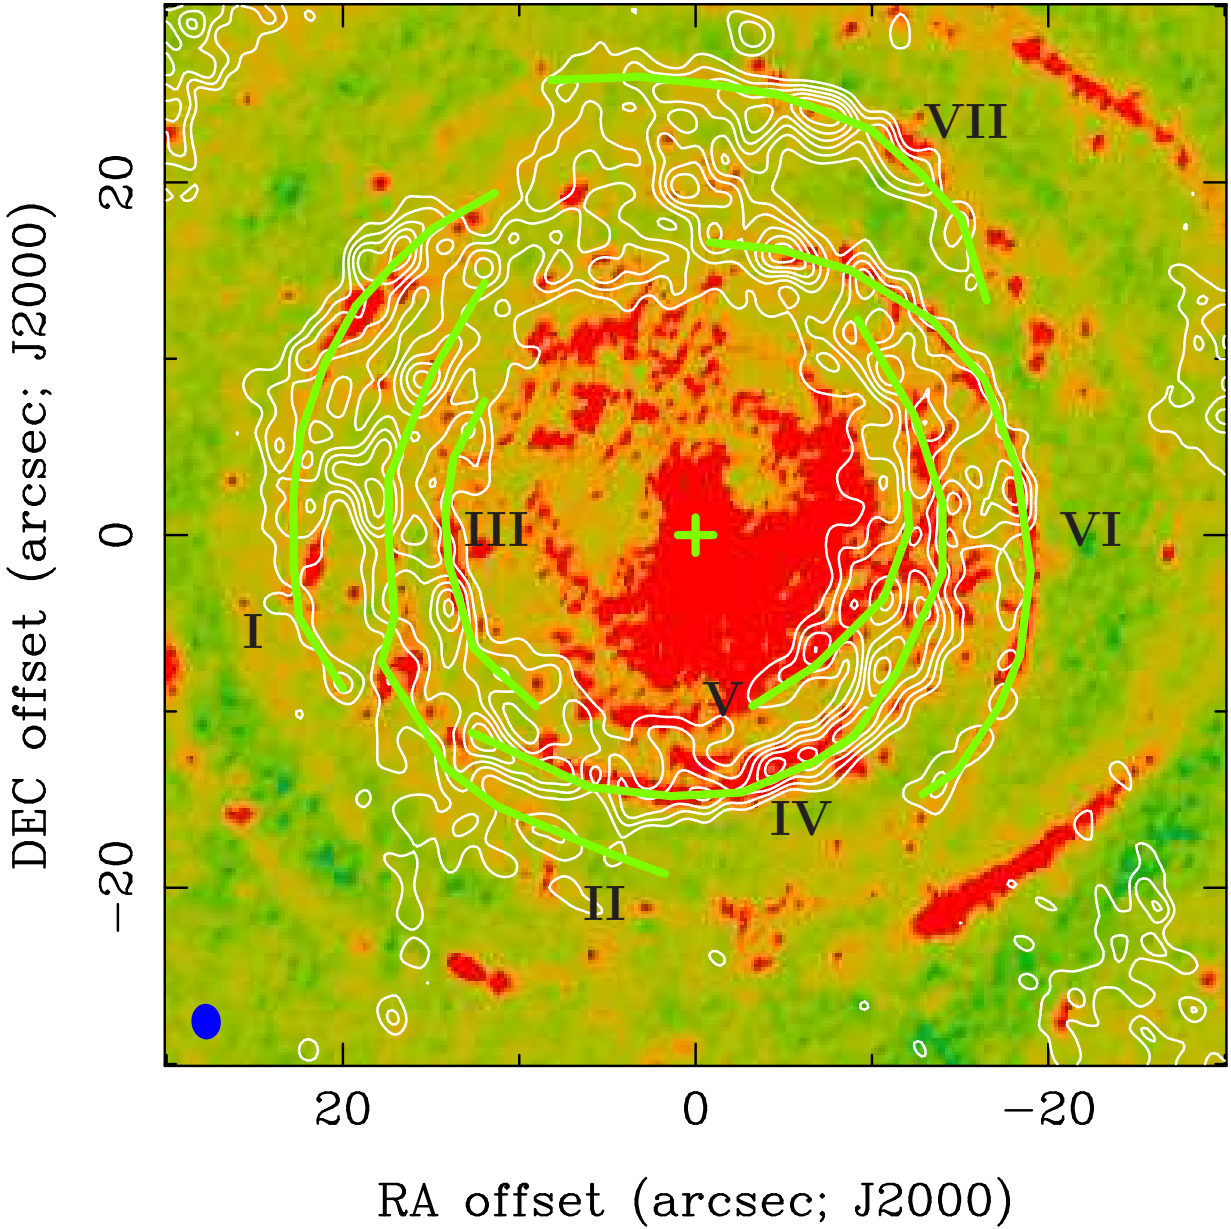 VII
20
DEC offset (arcsec; J2000)
0
III
VI
I
V
IV
−20
II
20
0
−20
RA offset (arcsec; J2000)